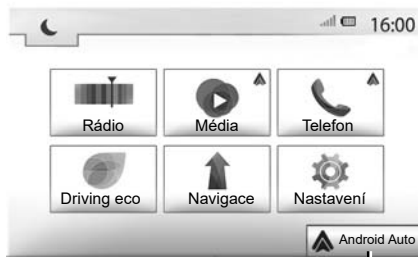 16:00
Rádio
Média
Telefon
Driving eco
Navigace
Nastavení
Android Auto